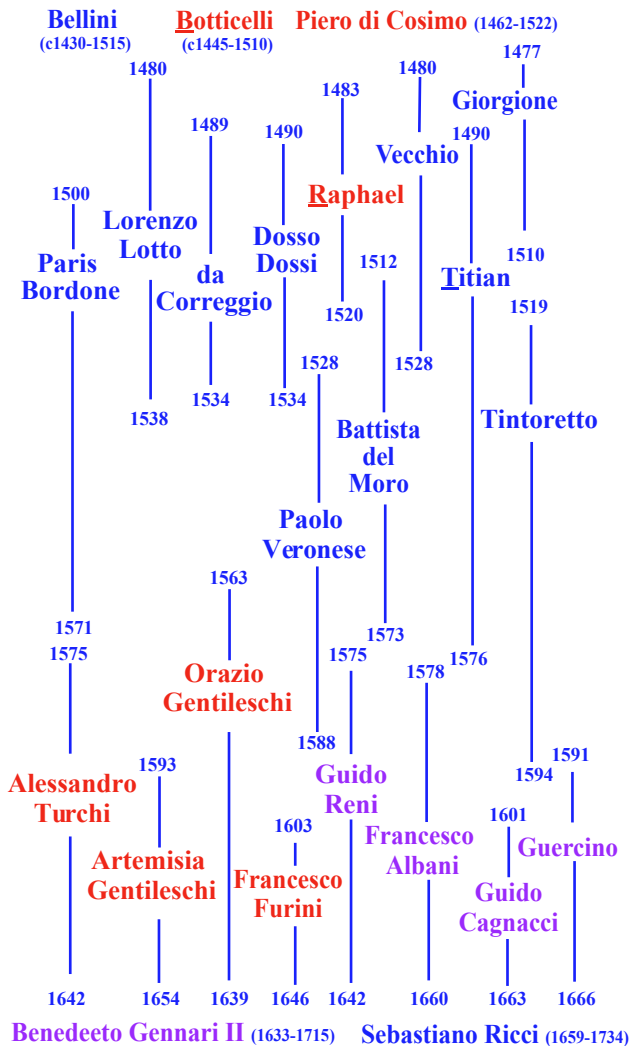 Bellini Botticelli Piero di Cosimo (1462-1522)
(c1430-1515) (c1445-1510)
1477
1480 1480
1483
Giorgione
1489 1490 1490
Vecchio
1500 Raphael
Lorenzo
Lotto
Dosso
Dossi
1510
Paris
Bordone
da
Correggio
1512
Titian
1520 1519
1528 1528
1538 1534 1534
Battista
del
Moro
Tintoretto
Paolo
Veronese
1563
1571 1573
1575 1575 1576
1578
Orazio
Gentileschi
1588
1593 1594 1591
Alessandro
Turchi
Guido
Reni
1603 1601
Artemisia
Gentileschi
Francesco
Furini
Francesco
Albani
Guercino
Guido
Cagnacci
1642 1654 1639 1646 1642 1660 1663 1666
Benedeeto Gennari II (1633-1715) Sebastiano Ricci (1659-1734)